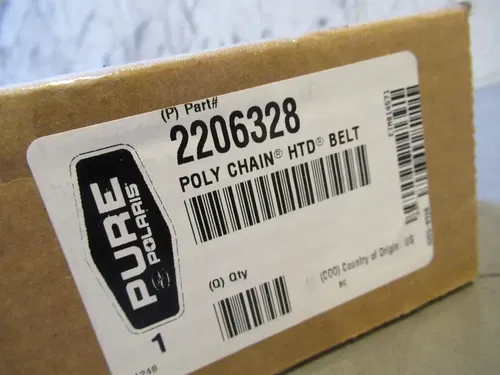 (P) Part#
2206328
POLY CHAIN® HTD® BELT
PURE
POLARIS
(Q) Qty
1
(COO) Country of Origin: US